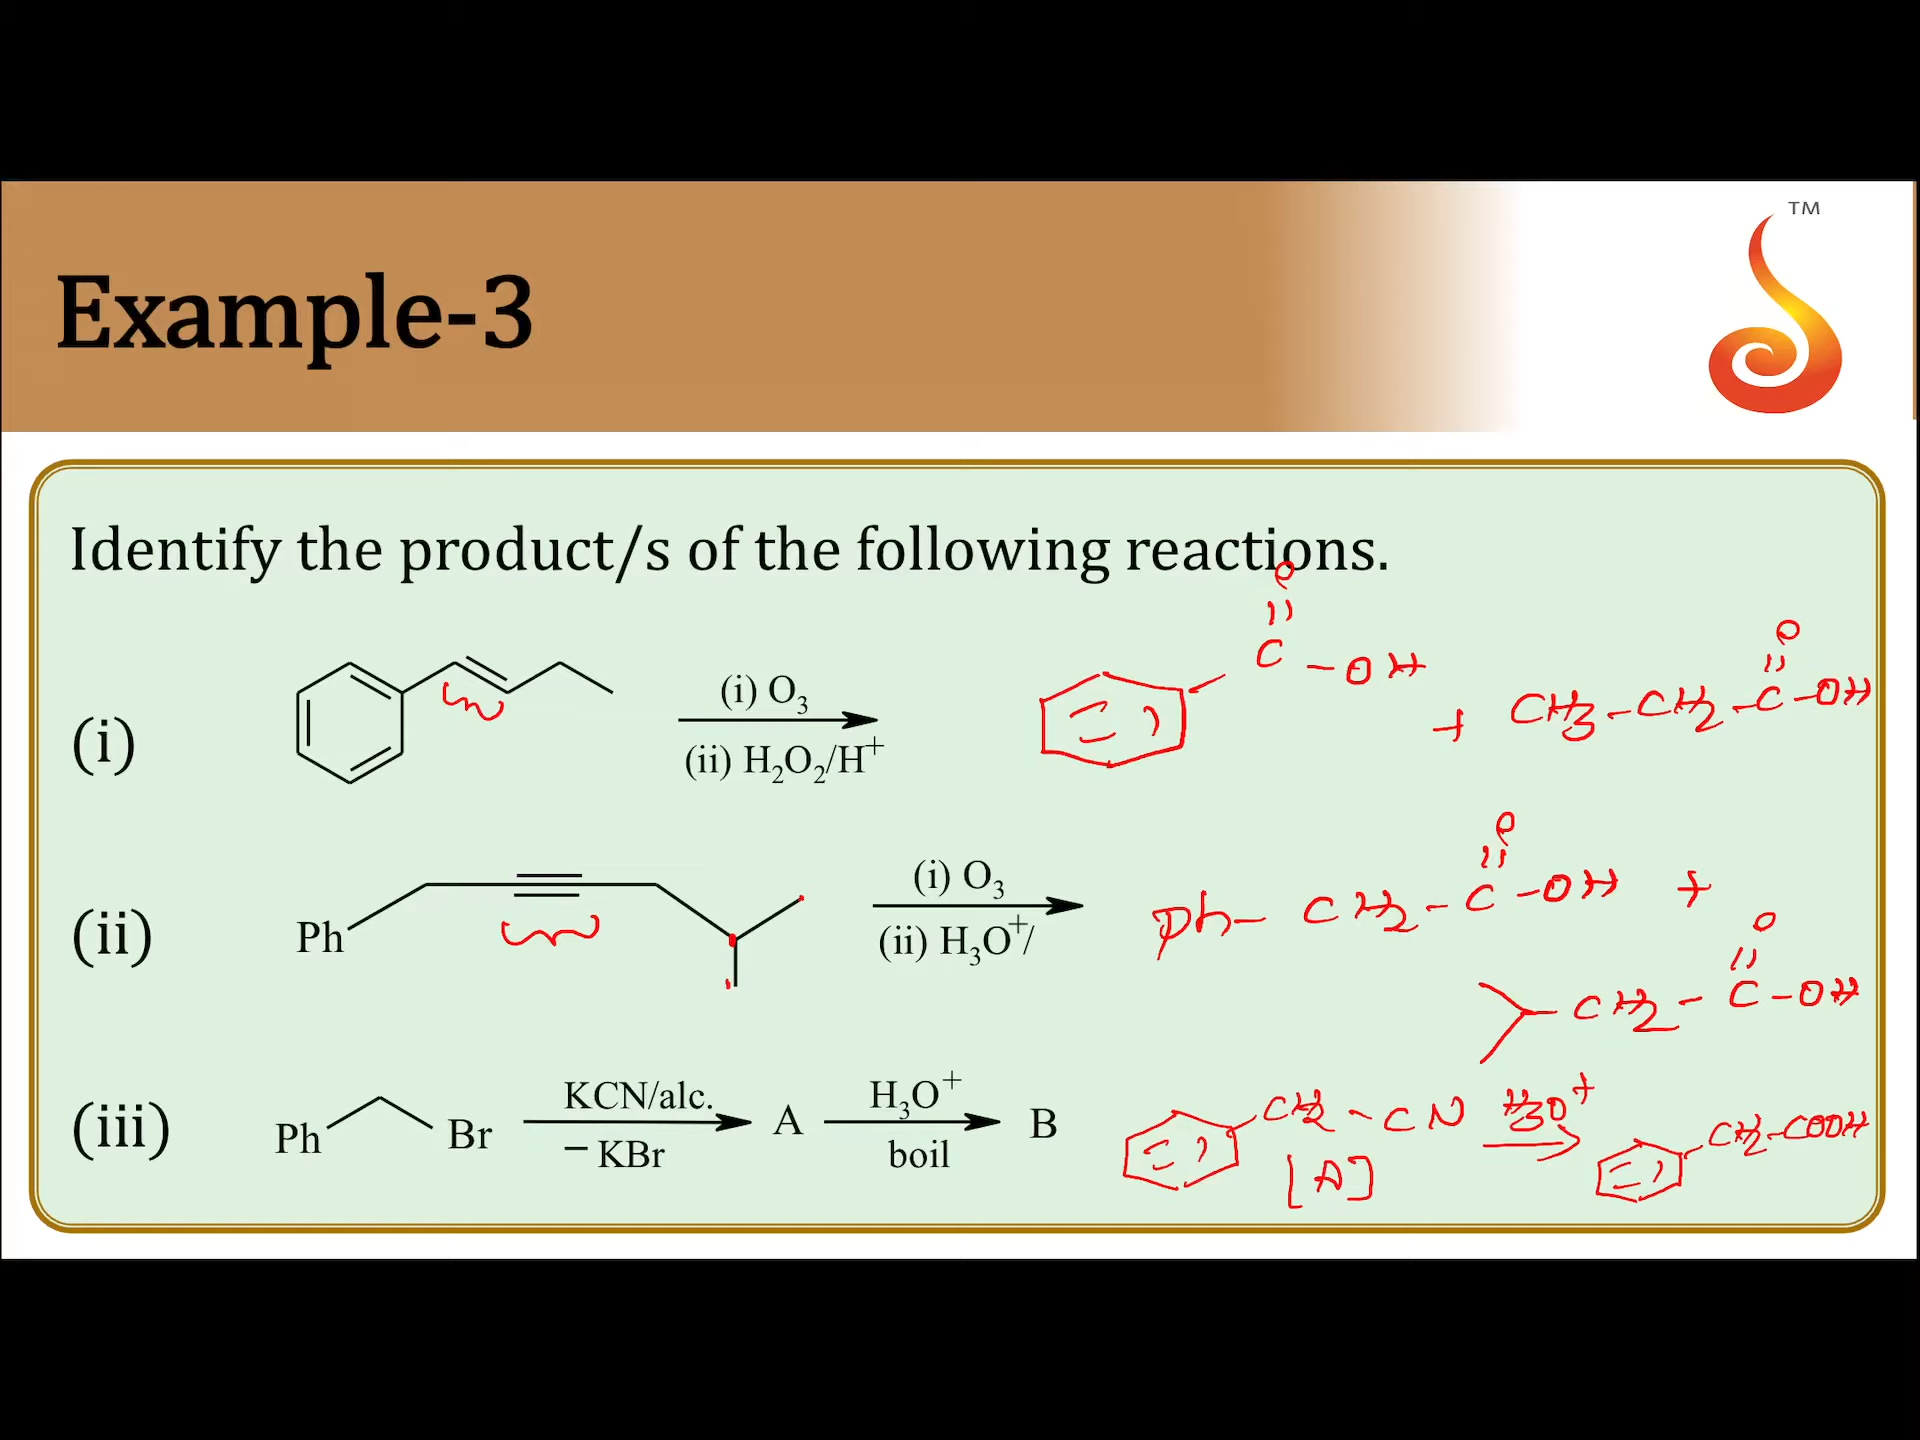 TM
Example-3
Identify the product/s of the following reactions.
(i) (i) O₃
(ii) H₂O₂/H⁺
O
C-OH + CH3-CH2-C-OH
O
(ii) Ph (i) O₃
(ii) H₃O⁺/
O
Ph-CH2-C-OH +
O
CH2-C-OH
(iii) Ph Br KCN/alc. A H₃O⁺ B
– KBr boil
CH2-CN H3O+ CH2-COOH
[A]